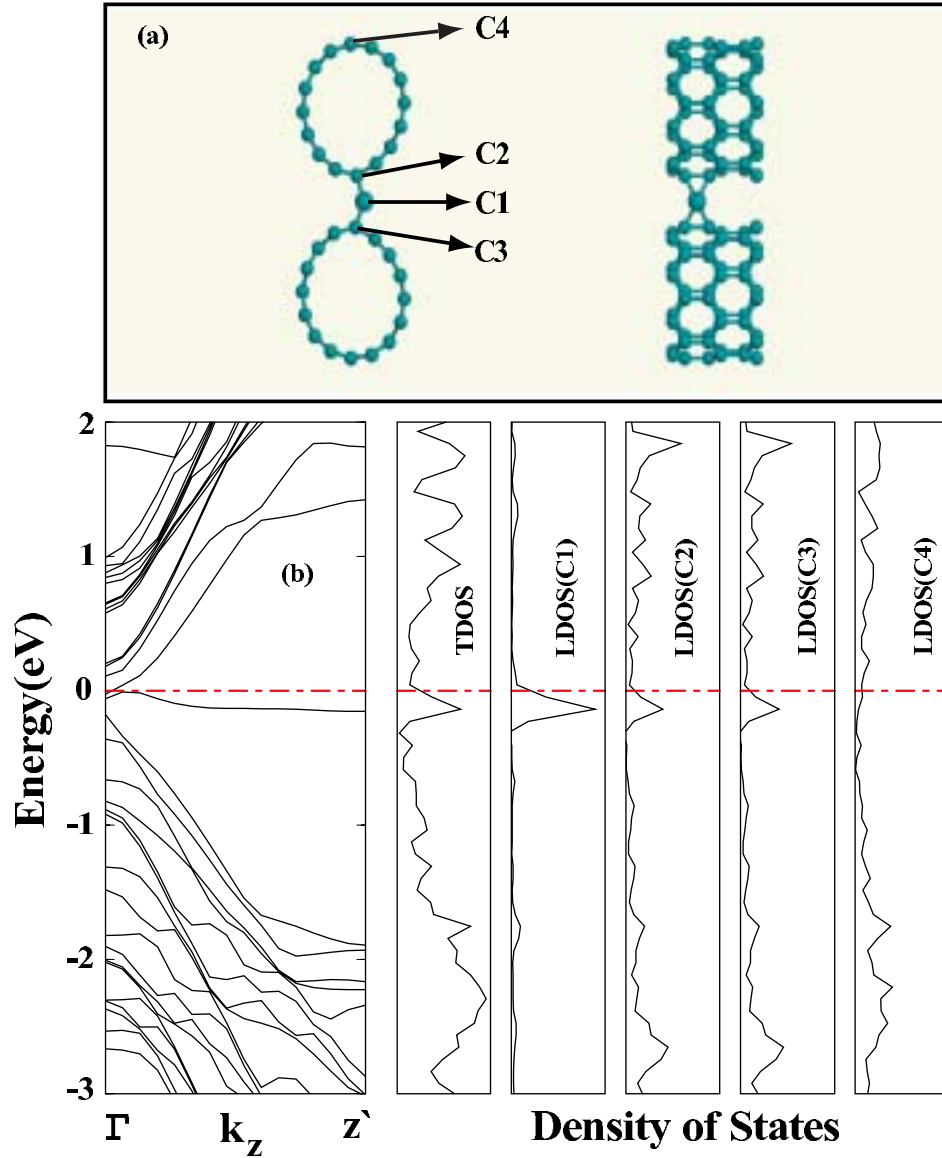 (a)
C4
C2
C1
C3
2
1
0
-1
-2
-3
Energy(eV)
(b)
TDOS
LDOS(C1)
LDOS(C2)
LDOS(C3)
LDOS(C4)
Γ
kz
z`
Density of States